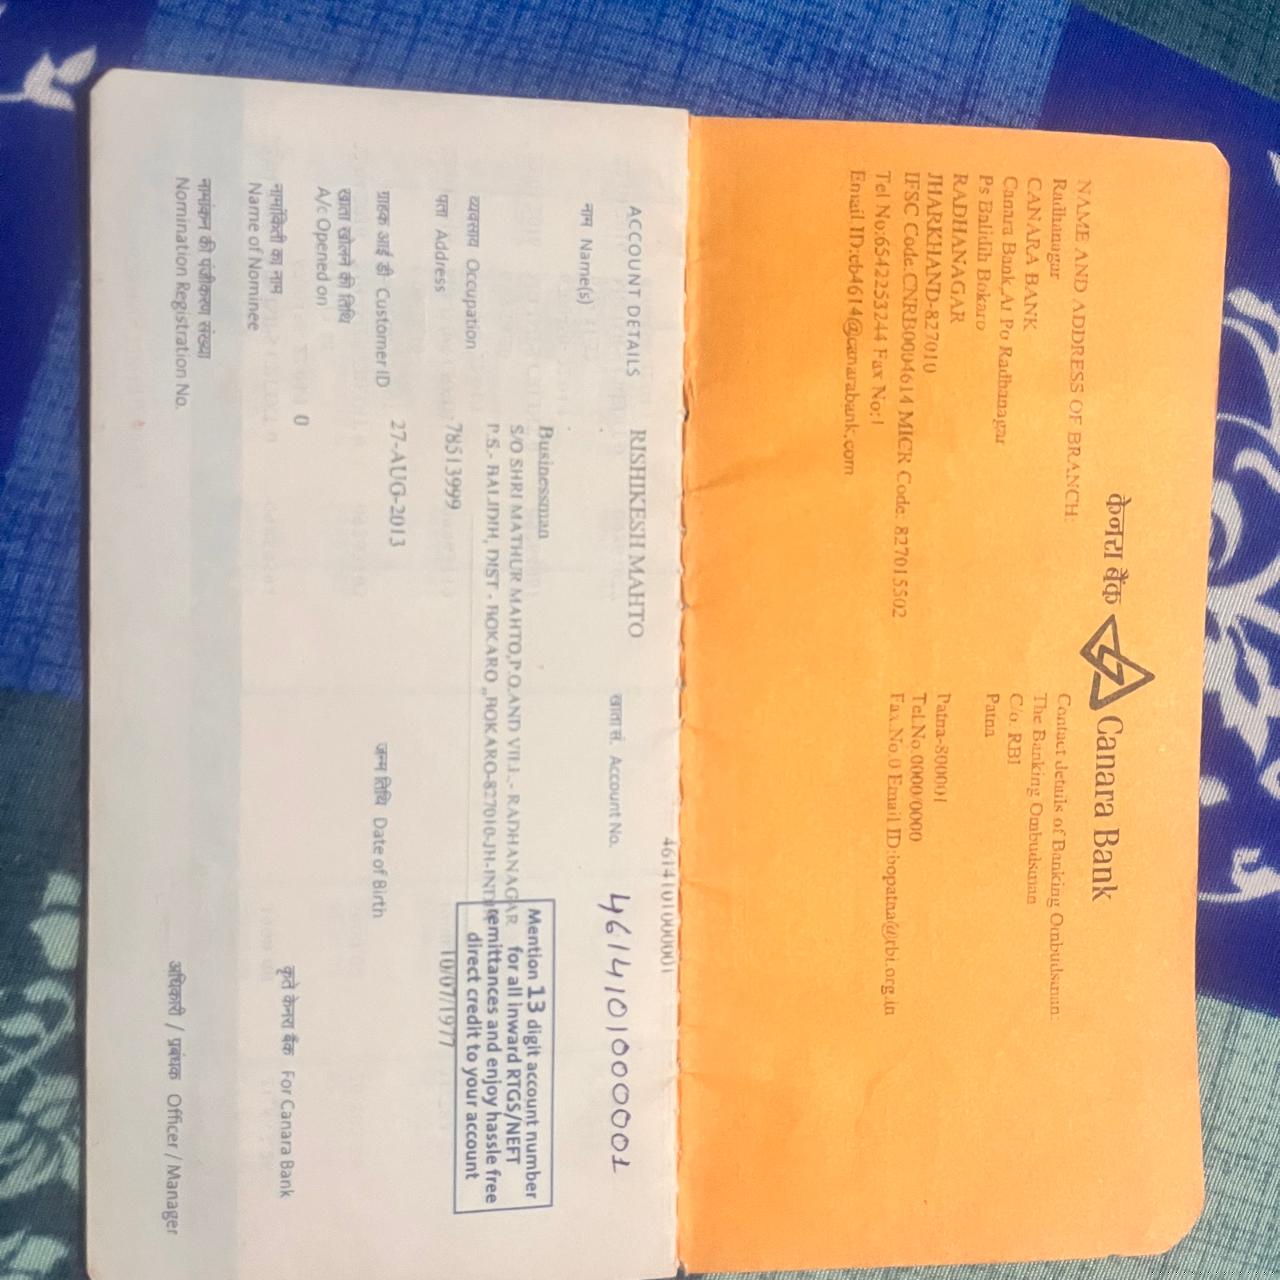 केनरा बैंक Canara Bank
NAME AND ADDRESS OF BRANCH:
Radhanagar
CANARA BANK
Canara Bank,At Po Radhanagar
Ps Balidih Bokaro
RADHANAGAR
JHARKHAND-827010
IFSC Code.CNRB0004614 MICR Code: 827015502
Tel No:6542253244 Fax No:1
Email ID:cb4614@canarabank.com
Contact details of Banking Ombudsman:
The Banking Ombudsman
C/o. RBI
Patna
Patna-800001
Tel.No.0000/0000
Fax.No.0 Email ID:bopatna@rbi.org.in
ACCOUNT DETAILS
4614101000001
RISHIKESH MAHTO
नाम Name(s)
खाता सं. Account No. 4614101000001
व्यवसाय Occupation Businessman
S/O SHRI MATHUR MAHTO,P.O.AND VILL.- RADHANAGAR
पता Address P.S.- BALIDIH, DIST - BOKARO ,,BOKARO-827010-JH-IND
Mention 13 digit account number
for all inward RTGS/NEFT
remittances and enjoy hassle free
direct credit to your account
78513999
10/07/1977
ग्राहक आई डी Customer ID
जन्म तिथि Date of Birth
27-AUG-2013
खाता खोलने की तिथि
A/c Opened on
0
नामांकिती का नाम
Name of Nominee
कृते केनरा बैंक For Canara Bank
नामांकन की पंजीकरण संख्या
Nomination Registration No.
अधिकारी / प्रबंधक Officer / Manager